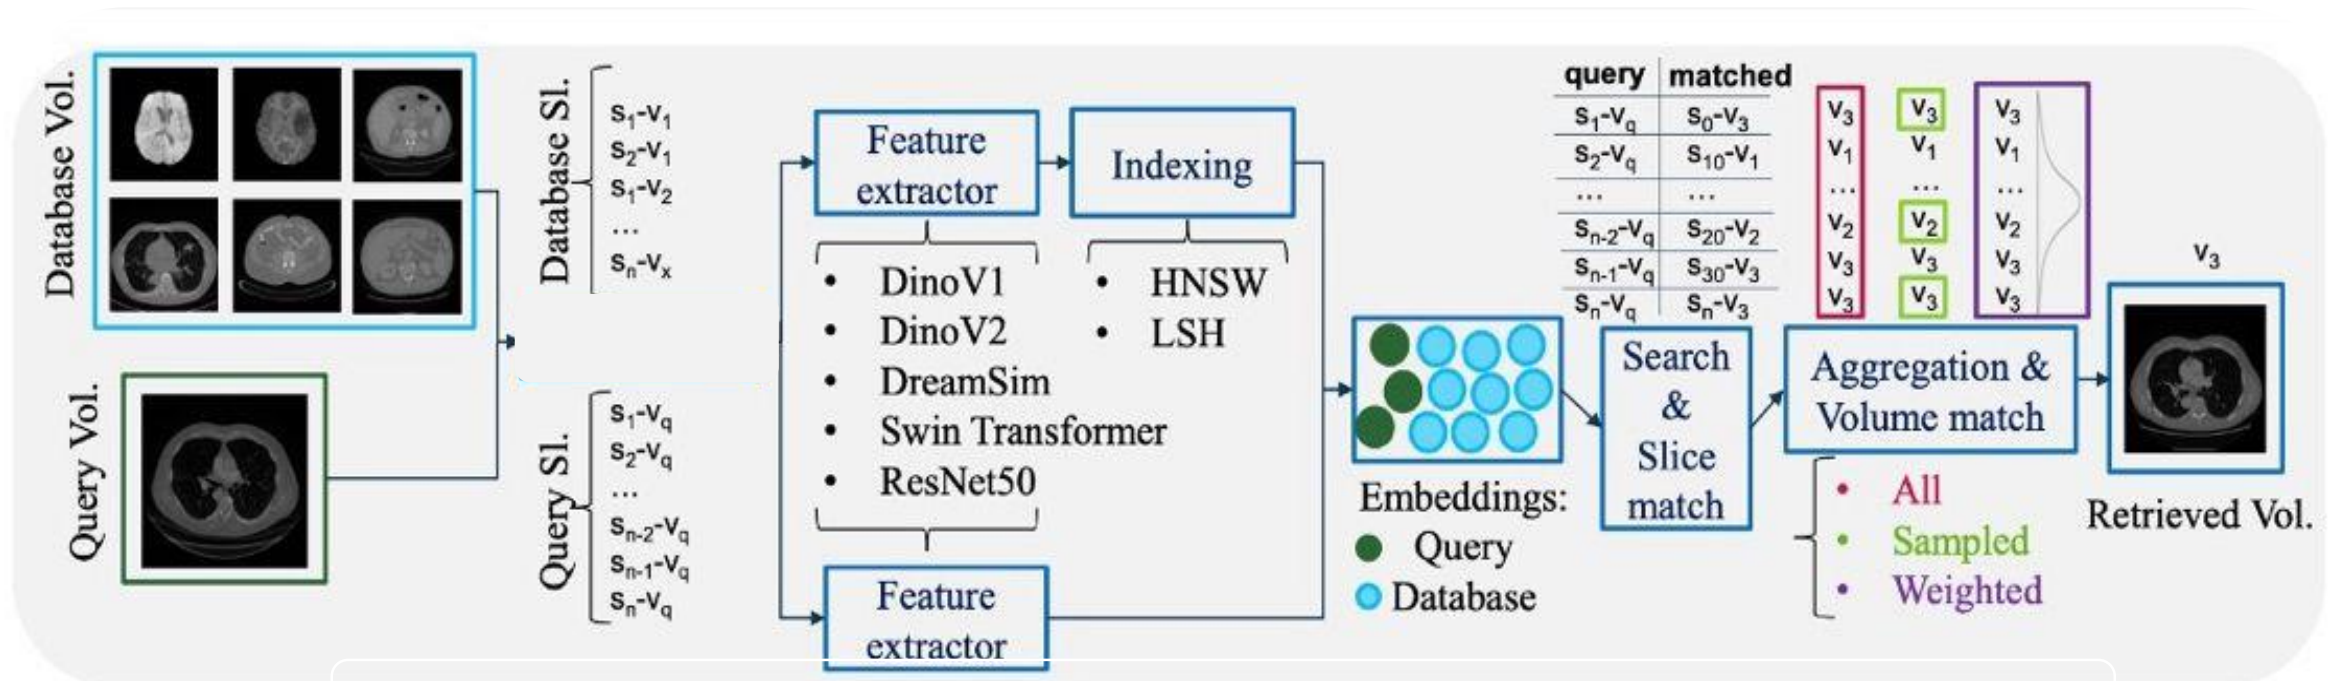 Database Vol.
Query Vol.
Database Sl.
s1-v1
s2-v1
s1-v2
...
sn-vx
Query Sl.
s1-vq
s2-vq
...
sn-2-vq
sn-1-vq
sn-vq
Feature
extractor
Indexing
• DinoV1
• DinoV2
• DreamSim
• Swin Transformer
• ResNet50
• HNSW
• LSH
Feature
extractor
Embeddings:
Query
Database
query matched
s1-vq s0-v3
s2-vq s10-v1
... ...
sn-2-vq s20-v2
sn-1-vq s30-v3
sn-vq sn-v3
Search
&
Slice
match
v3
v1
...
v2
v3
v3
v3
v1
...
v2
v3
v3
v3
v1
...
v2
v3
v3
Aggregation &
Volume match
• All
• Sampled
• Weighted
v3
Retrieved Vol.